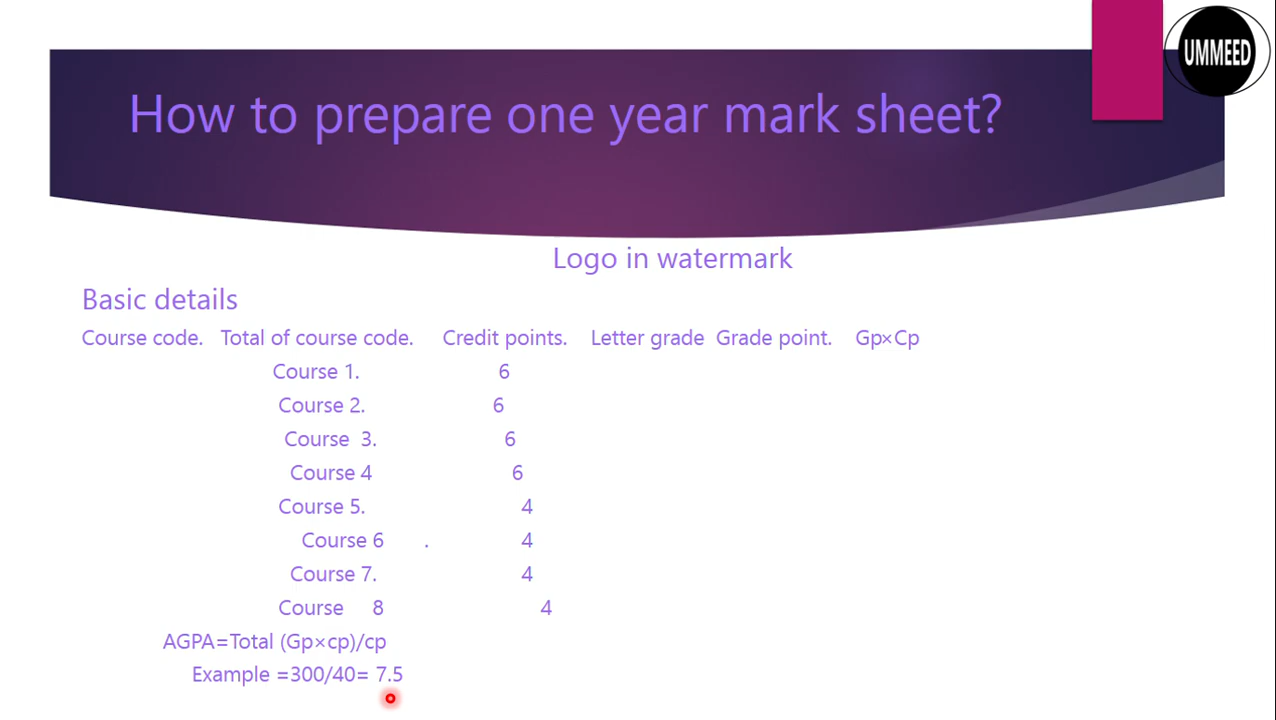 UMMEED
How to prepare one year mark sheet?
Logo in watermark
Basic details
Course code. Total of course code. Credit points. Letter grade Grade point. Gp×Cp
Course 1. 6
Course 2. 6
Course 3. 6
Course 4 6
Course 5. 4
Course 6 . 4
Course 7. 4
Course 8 4
AGPA=Total (Gp×cp)/cp
Example =300/40= 7.5